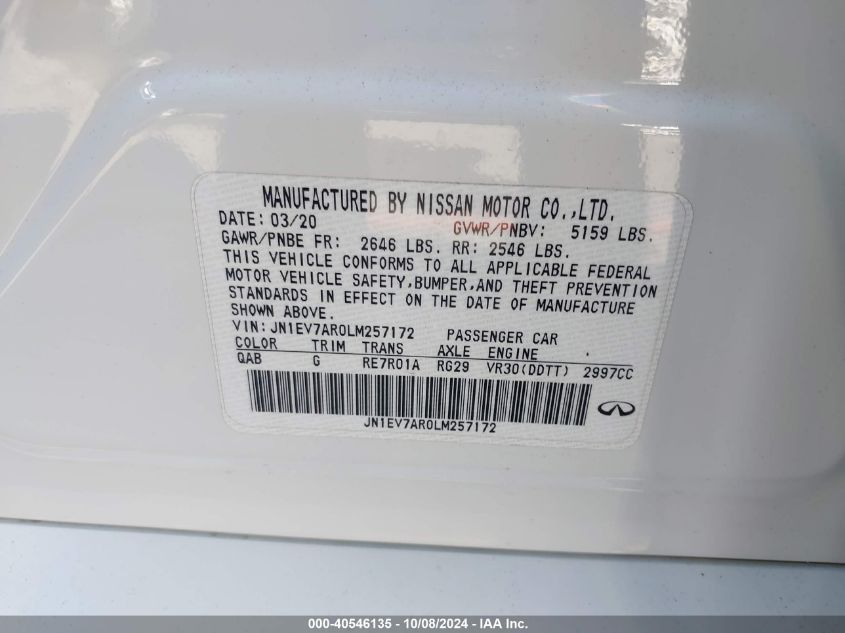 MANUFACTURED BY NISSAN MOTOR CO.,LTD.
DATE: 03/20 GVWR/PNBV: 5159 LBS.
GAWR/PNBE FR: 2646 LBS. RR: 2546 LBS.
THIS VEHICLE CONFORMS TO ALL APPLICABLE FEDERAL
MOTOR VEHICLE SAFETY,BUMPER,AND THEFT PREVENTION
STANDARDS IN EFFECT ON THE DATE OF MANUFACTURE
SHOWN ABOVE.
VIN:JN1EV7AR0LM257172 PASSENGER CAR
COLOR TRIM TRANS AXLE ENGINE
QAB G RE7R01A RG29 VR30(DDTT) 2997CC
JN1EV7AR0LM257172
000-40546135 - 10/08/2024 - IAA Inc.